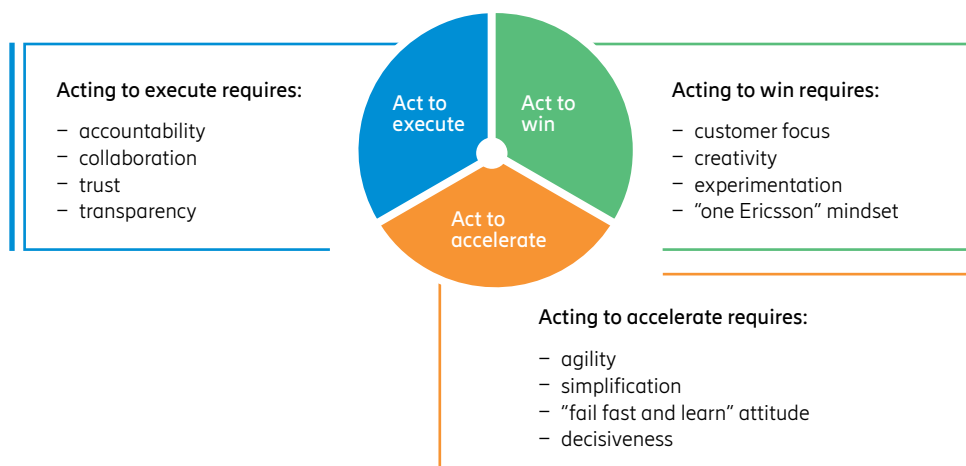 Acting to execute requires:
– accountability
– collaboration
– trust
– transparency
Act to
execute
Act to
win
Act to
accelerate
Acting to win requires:
– customer focus
– creativity
– experimentation
– ”one Ericsson” mindset
Acting to accelerate requires:
– agility
– simplification
– ”fail fast and learn” attitude
– decisiveness